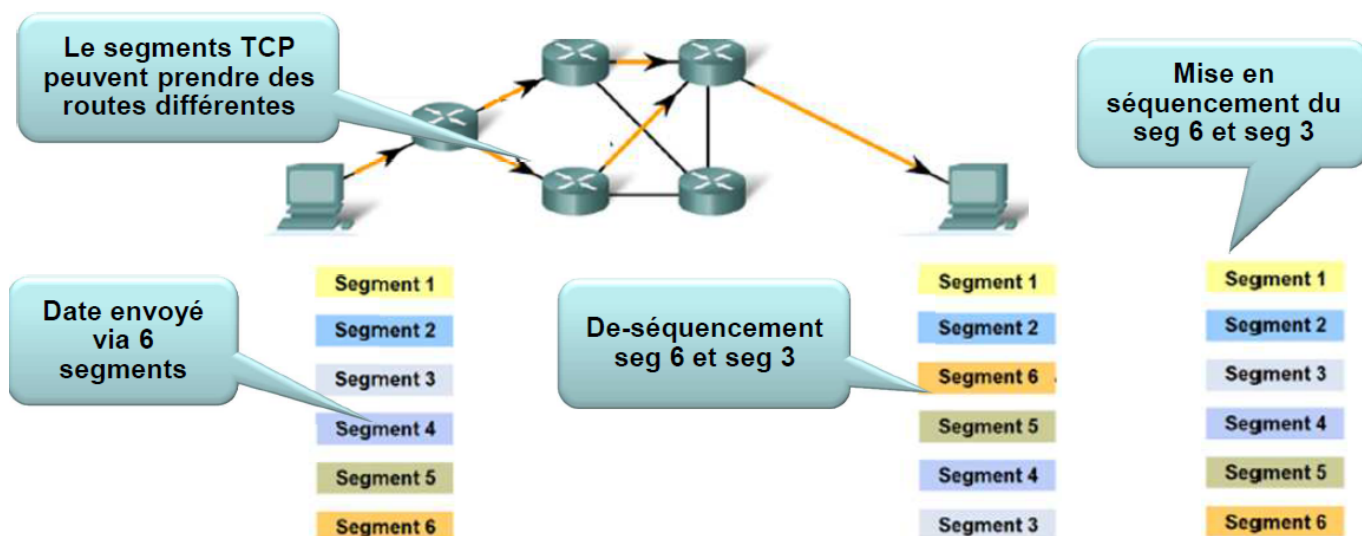 Le segments TCP
peuvent prendre des
routes différentes
Mise en
séquencement du
seg 6 et seg 3
Date envoyé
via 6
segments
Segment 1
Segment 2
Segment 3
Segment 4
Segment 5
Segment 6
De-séquencement
seg 6 et seg 3
Segment 1
Segment 2
Segment 6
Segment 5
Segment 4
Segment 3
Segment 1
Segment 2
Segment 3
Segment 4
Segment 5
Segment 6